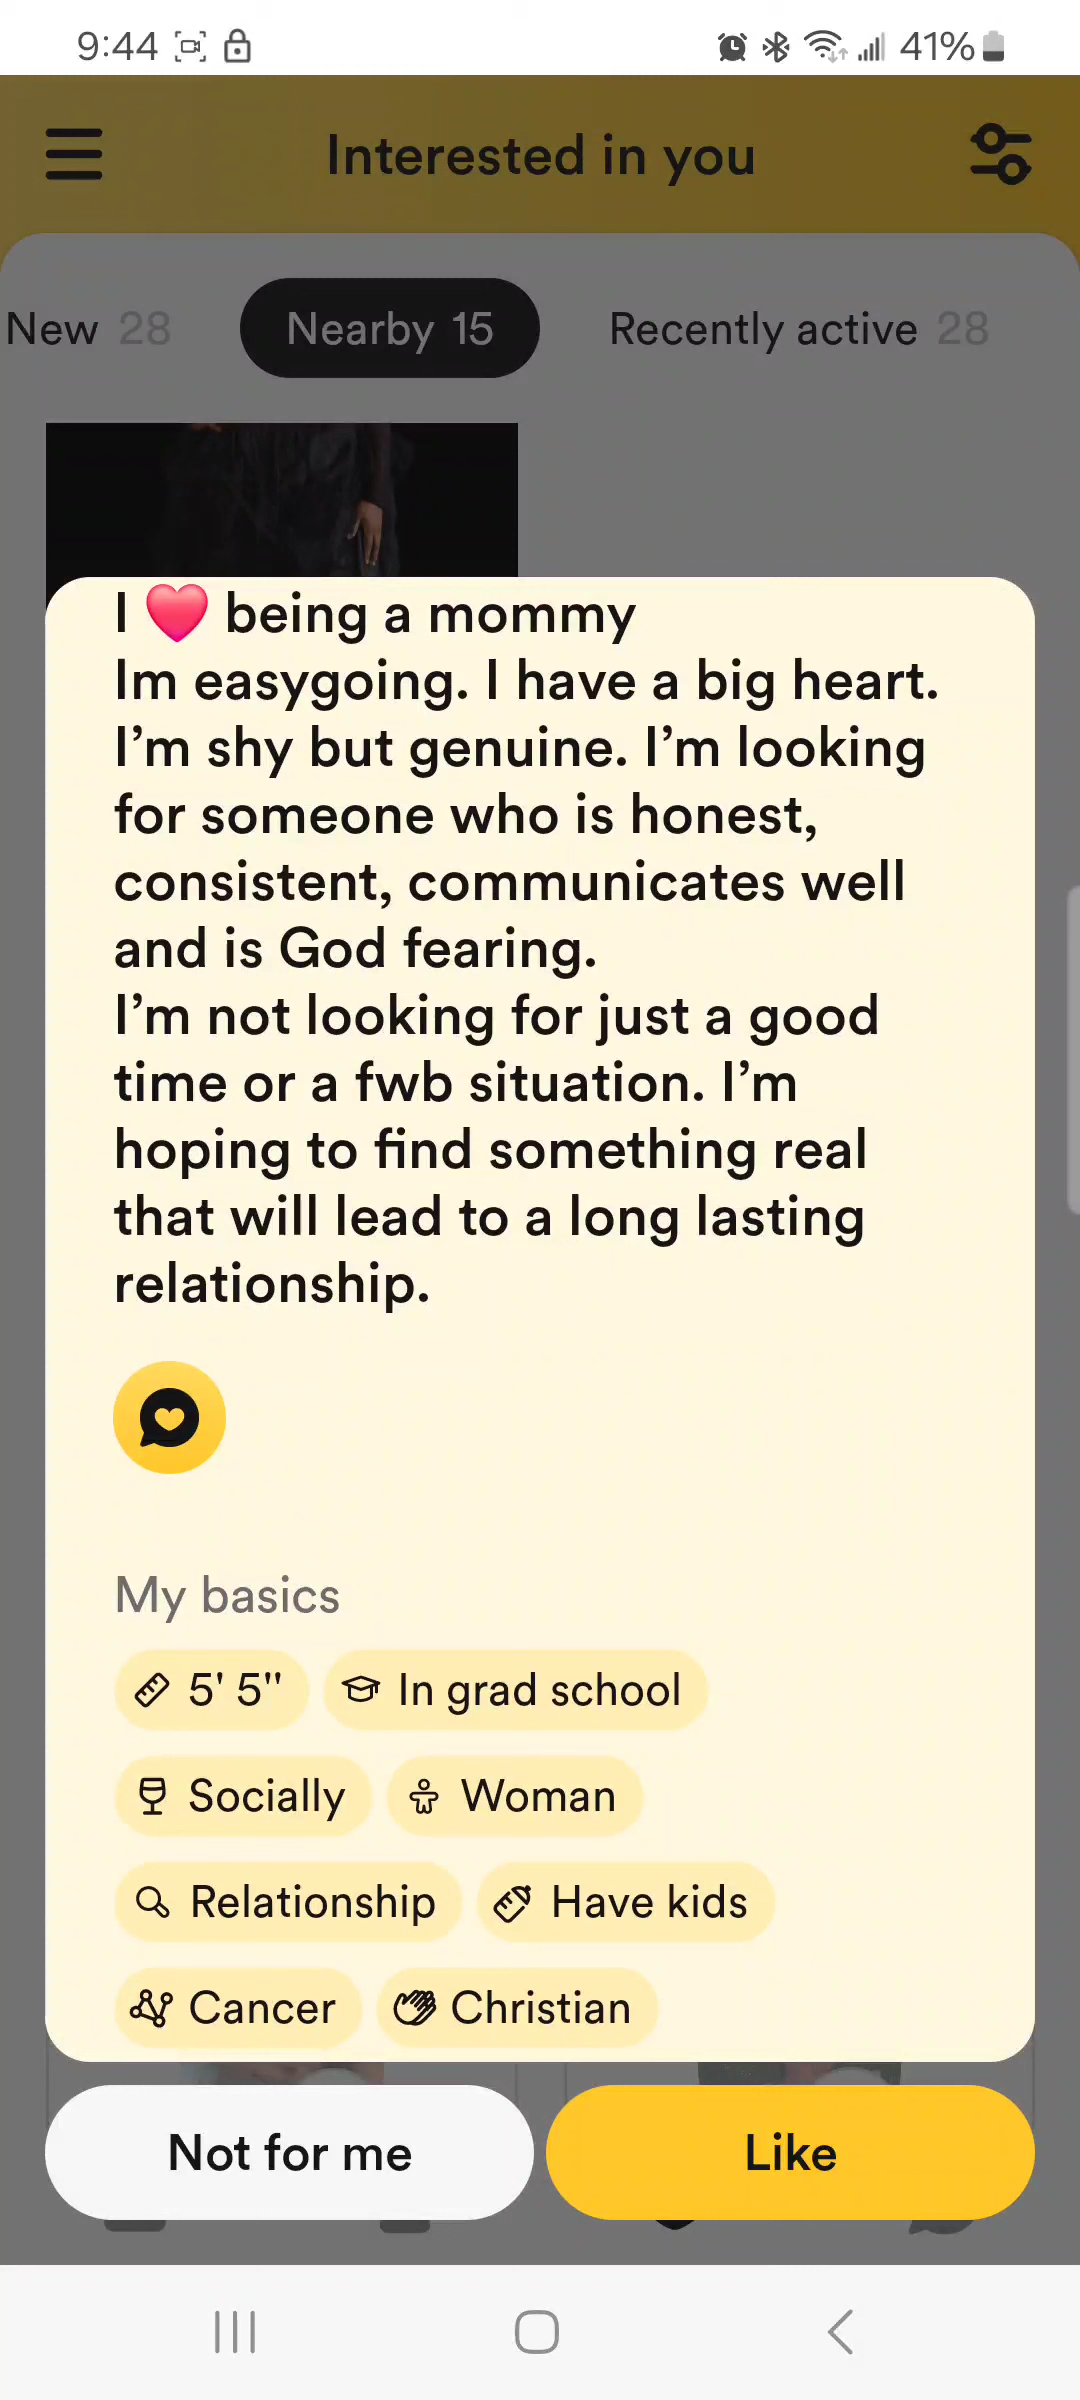 9:44 41%
Interested in you
New 28 Nearby 15 Recently active 28
I ❤️ being a mommy
Im easygoing. I have a big heart.
I’m shy but genuine. I’m looking
for someone who is honest,
consistent, communicates well
and is God fearing.
I’m not looking for just a good
time or a fwb situation. I’m
hoping to find something real
that will lead to a long lasting
relationship.
My basics
5' 5" In grad school
Socially Woman
Relationship Have kids
Cancer Christian
Not for me Like